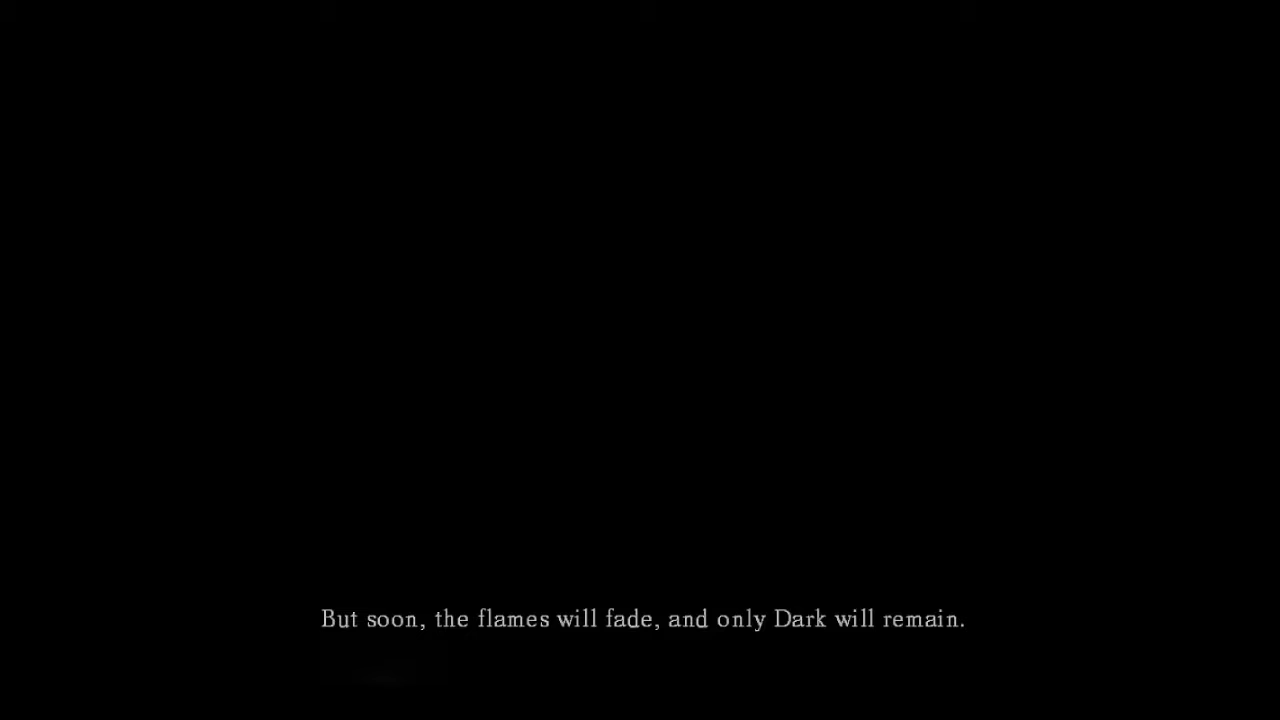 But soon, the flames will fade, and only Dark will remain.